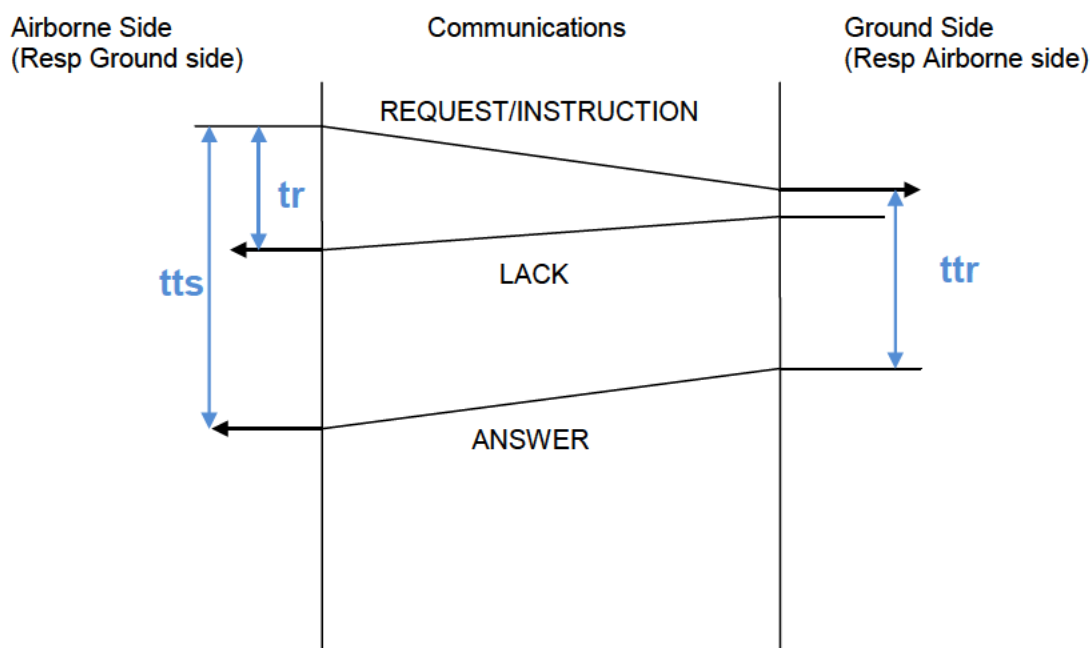 Airborne Side
(Resp Ground side)
Communications
Ground Side
(Resp Airborne side)
REQUEST/INSTRUCTION
tr
LACK
tts
ttr
ANSWER